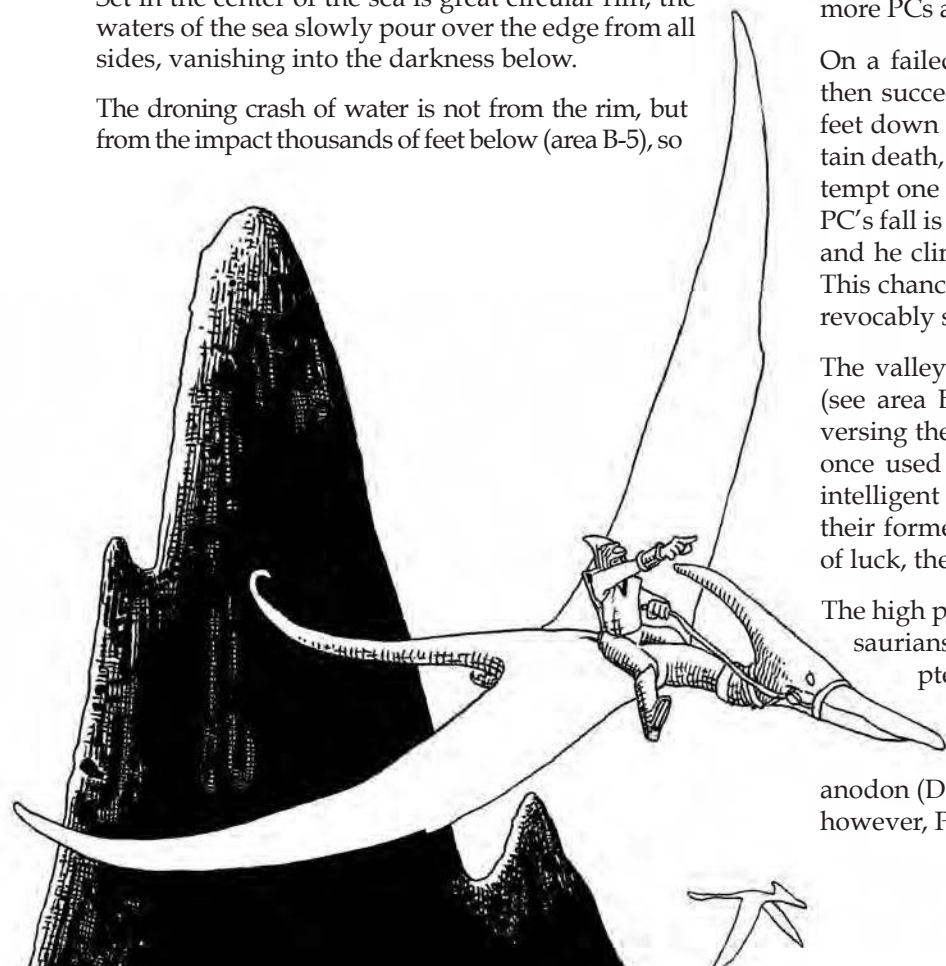 Set in the center of the sea is great circular rim; the
waters of the sea slowly pour over the edge from all
sides, vanishing into the darkness below.
The droning crash of water is not from the rim, but
from the impact thousands of feet below (area B-5), so
more PCs a
On a failed
then succe
feet down
tain death,
tempt one
PC’s fall is
and he clin
This chanc
revocably s
The valley
(see area B
versing the
once used
intelligent
their forme
of luck, the
The high p
saurians
pte
anodon (D
however, P